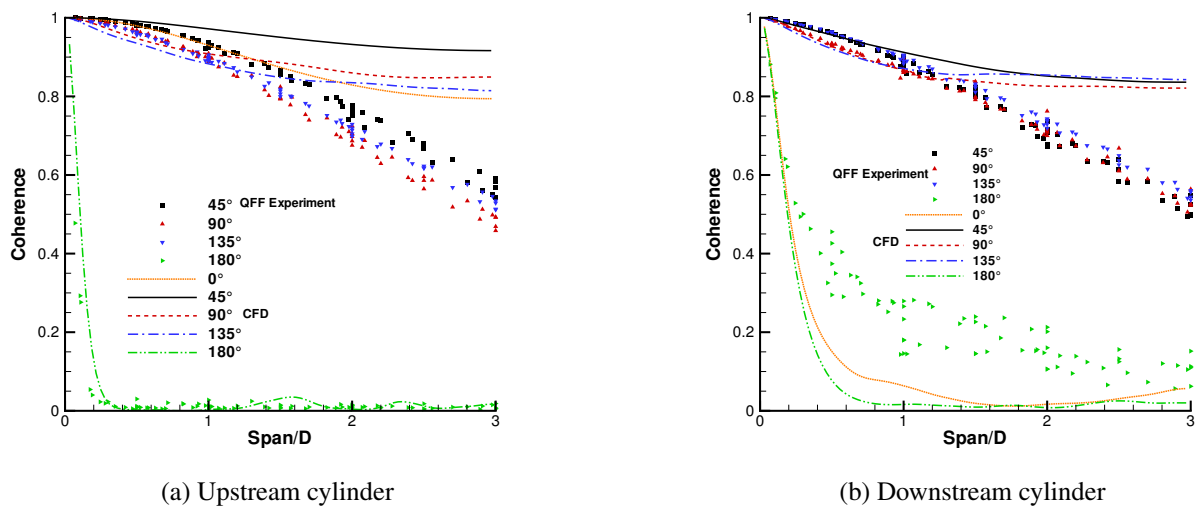 1
0.8
0.6
0.4
0.2
0
Coherence
45° QFF Experiment
90°
135°
180°
0°
45°
90° CFD
135°
180°
0 1 2 3
Span/D
(a) Upstream cylinder
1
0.8
0.6
0.4
0.2
0
Coherence
45°
QFF Experiment 90°
135°
180°
0°
45°
CFD 90°
135°
180°
0 1 2 3
Span/D
(b) Downstream cylinder